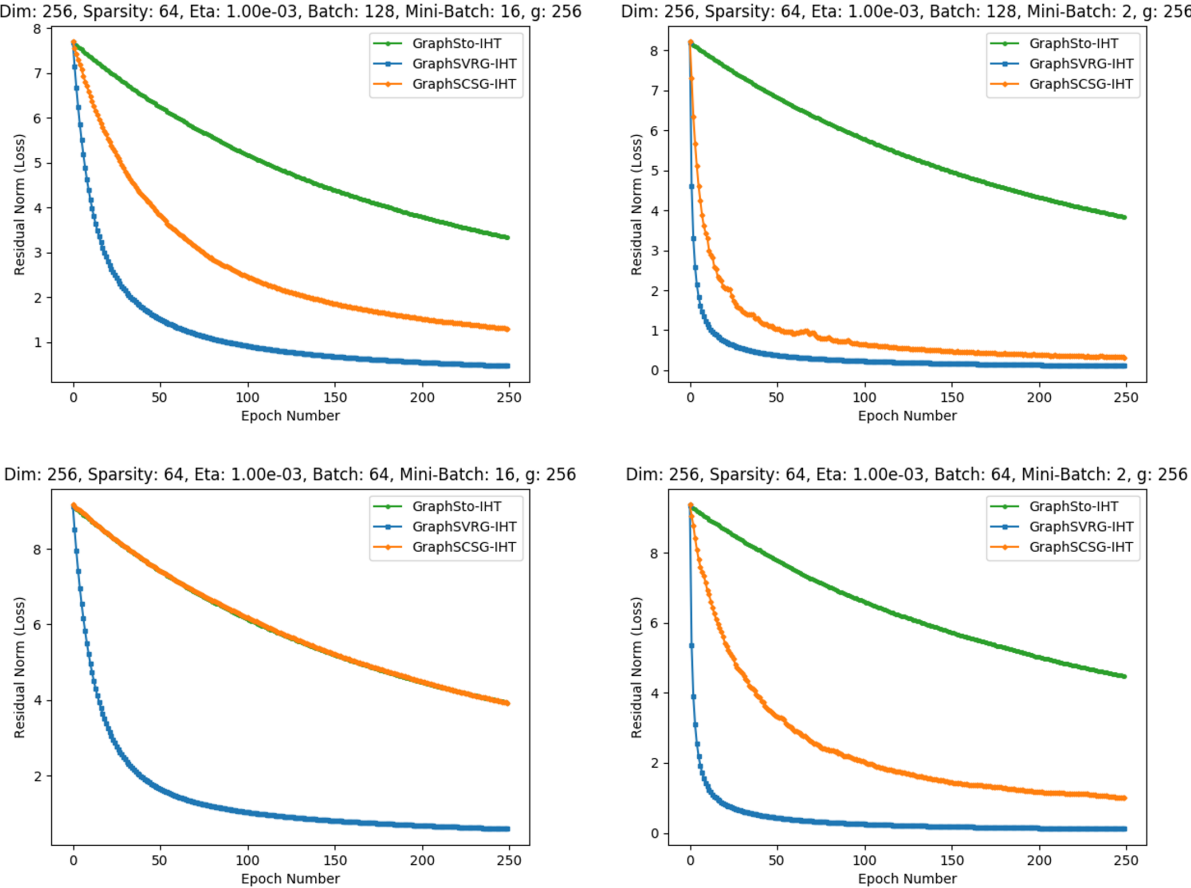 Dim: 256, Sparsity: 64, Eta: 1.00e-03, Batch: 128, Mini-Batch: 16, g: 256
8
7
6
5
4
3
2
1
Residual Norm (Loss)
GraphSto-IHT
GraphSVRG-IHT
GraphSCSG-IHT
0 50 100 150 200 250
Epoch Number
Dim: 256, Sparsity: 64, Eta: 1.00e-03, Batch: 128, Mini-Batch: 2, g: 256
8
7
6
5
4
3
2
1
0
Residual Norm (Loss)
GraphSto-IHT
GraphSVRG-IHT
GraphSCSG-IHT
0 50 100 150 200 250
Epoch Number
Dim: 256, Sparsity: 64, Eta: 1.00e-03, Batch: 64, Mini-Batch: 16, g: 256
8
6
4
2
Residual Norm (Loss)
GraphSto-IHT
GraphSVRG-IHT
GraphSCSG-IHT
0 50 100 150 200 250
Epoch Number
Dim: 256, Sparsity: 64, Eta: 1.00e-03, Batch: 64, Mini-Batch: 2, g: 256
8
6
4
2
0
Residual Norm (Loss)
GraphSto-IHT
GraphSVRG-IHT
GraphSCSG-IHT
0 50 100 150 200 250
Epoch Number